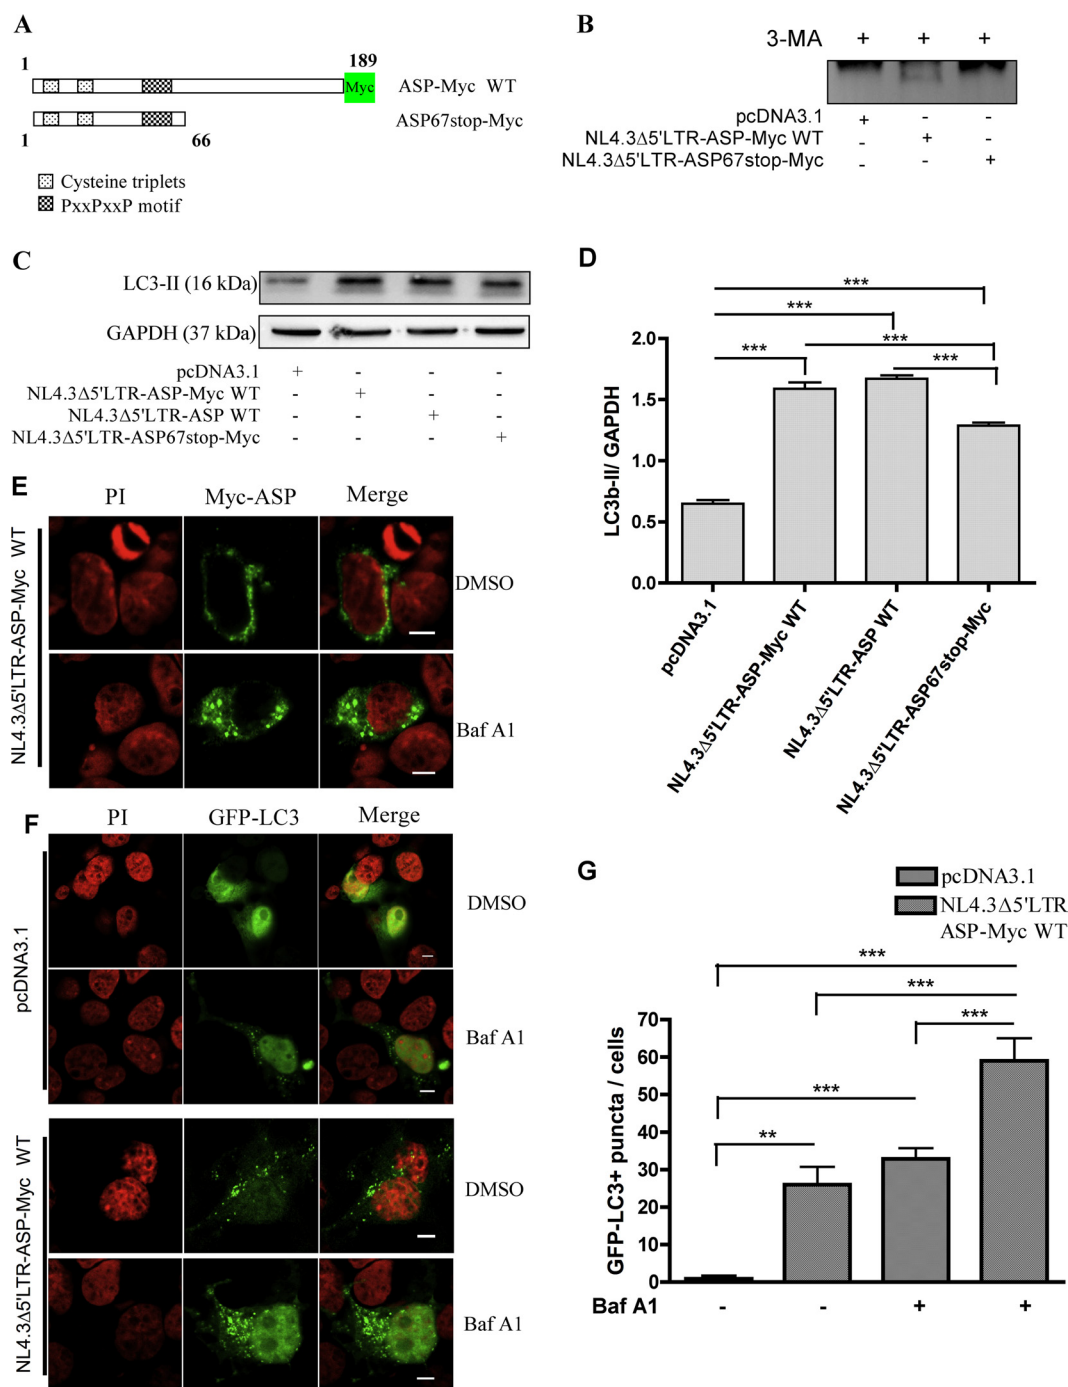 A
1
189
Myc
ASP-Myc WT
ASP67stop-Myc
1
66
Cysteine triplets
PxxPxxP motif
B
3-MA + + +
pcDNA3.1 + - -
NL4.3Δ5'LTR-ASP-Myc WT - + -
NL4.3Δ5'LTR-ASP67stop-Myc - - +
C
LC3-II (16 kDa)
GAPDH (37 kDa)
pcDNA3.1 + - - -
NL4.3Δ5'LTR-ASP-Myc WT - + - -
NL4.3Δ5'LTR-ASP WT - - + -
NL4.3Δ5'LTR-ASP67stop-Myc - - - +
D
***
***
*** ***
***
2.0
1.5
1.0
0.5
0.0
LC3b-II/ GAPDH
pcDNA3.1
NL4.3Δ5'LTR-ASP-Myc WT
NL4.3Δ5'LTR-ASP WT
NL4.3Δ5'LTR-ASP67stop-Myc
E
PI Myc-ASP Merge
NL4.3Δ5'LTR-ASP-Myc WT
DMSO
Baf A1
F
PI GFP-LC3 Merge
pcDNA3.1
DMSO
Baf A1
NL4.3Δ5'LTR-ASP-Myc WT
DMSO
Baf A1
G
pcDNA3.1
NL4.3Δ5'LTR
ASP-Myc WT
***
***
***
***
**
70
60
50
40
30
20
10
0
GFP-LC3+ puncta / cells
Baf A1 - - + +